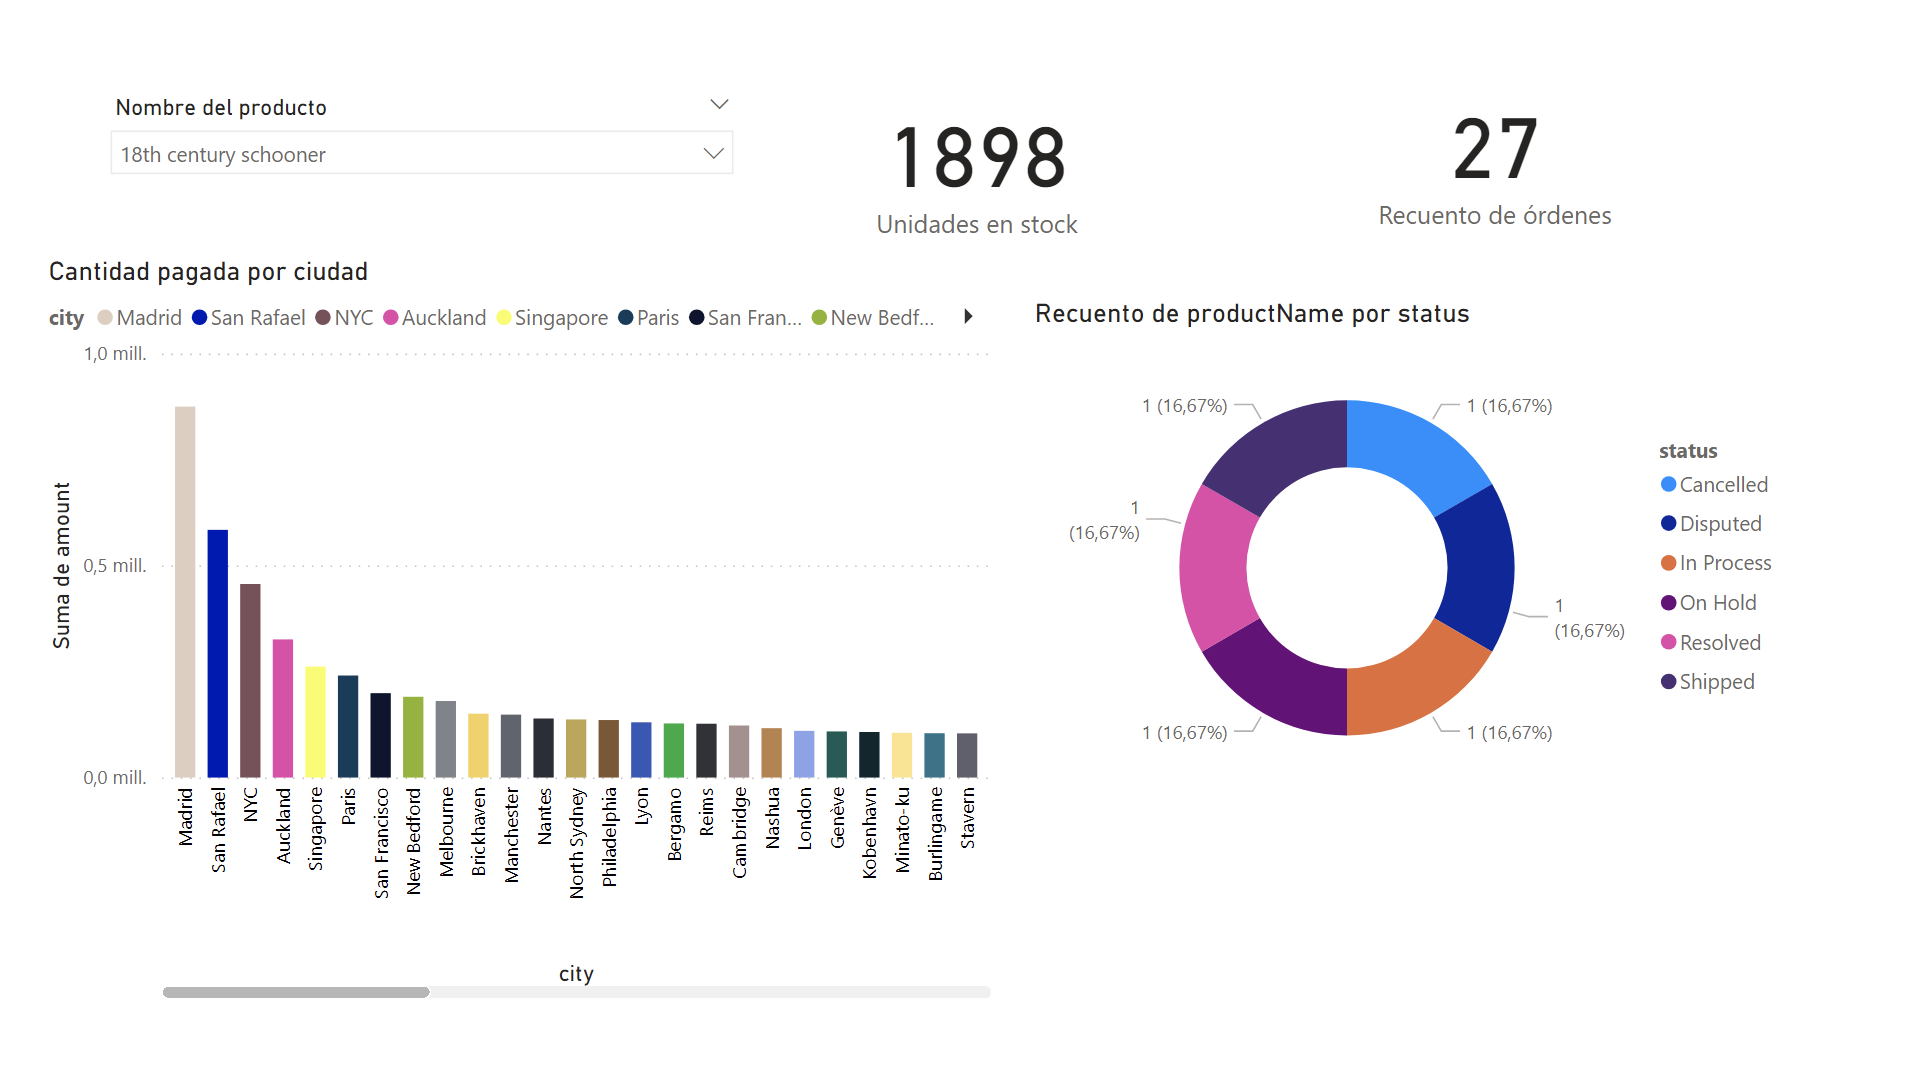 Nombre del producto
18th century schooner
1898
Unidades en stock
27
Recuento de órdenes
Cantidad pagada por ciudad
city Madrid San Rafael NYC Auckland Singapore Paris San Fran... New Bedf...
1,0 mill.
0,5 mill.
0,0 mill.
Suma de amount
Madrid
San Rafael
NYC
Auckland
Singapore
Paris
San Francisco
New Bedford
Melbourne
Brickhaven
Manchester
Nantes
North Sydney
Philadelphia
Lyon
Bergamo
Reims
Cambridge
Nashua
London
Genève
Kobenhavn
Minato-ku
Burlingame
Stavern
city
Recuento de productName por status
1 (16,67%)
1 (16,67%)
1
(16,67%)
1
(16,67%)
1 (16,67%)
1 (16,67%)
status
Cancelled
Disputed
In Process
On Hold
Resolved
Shipped